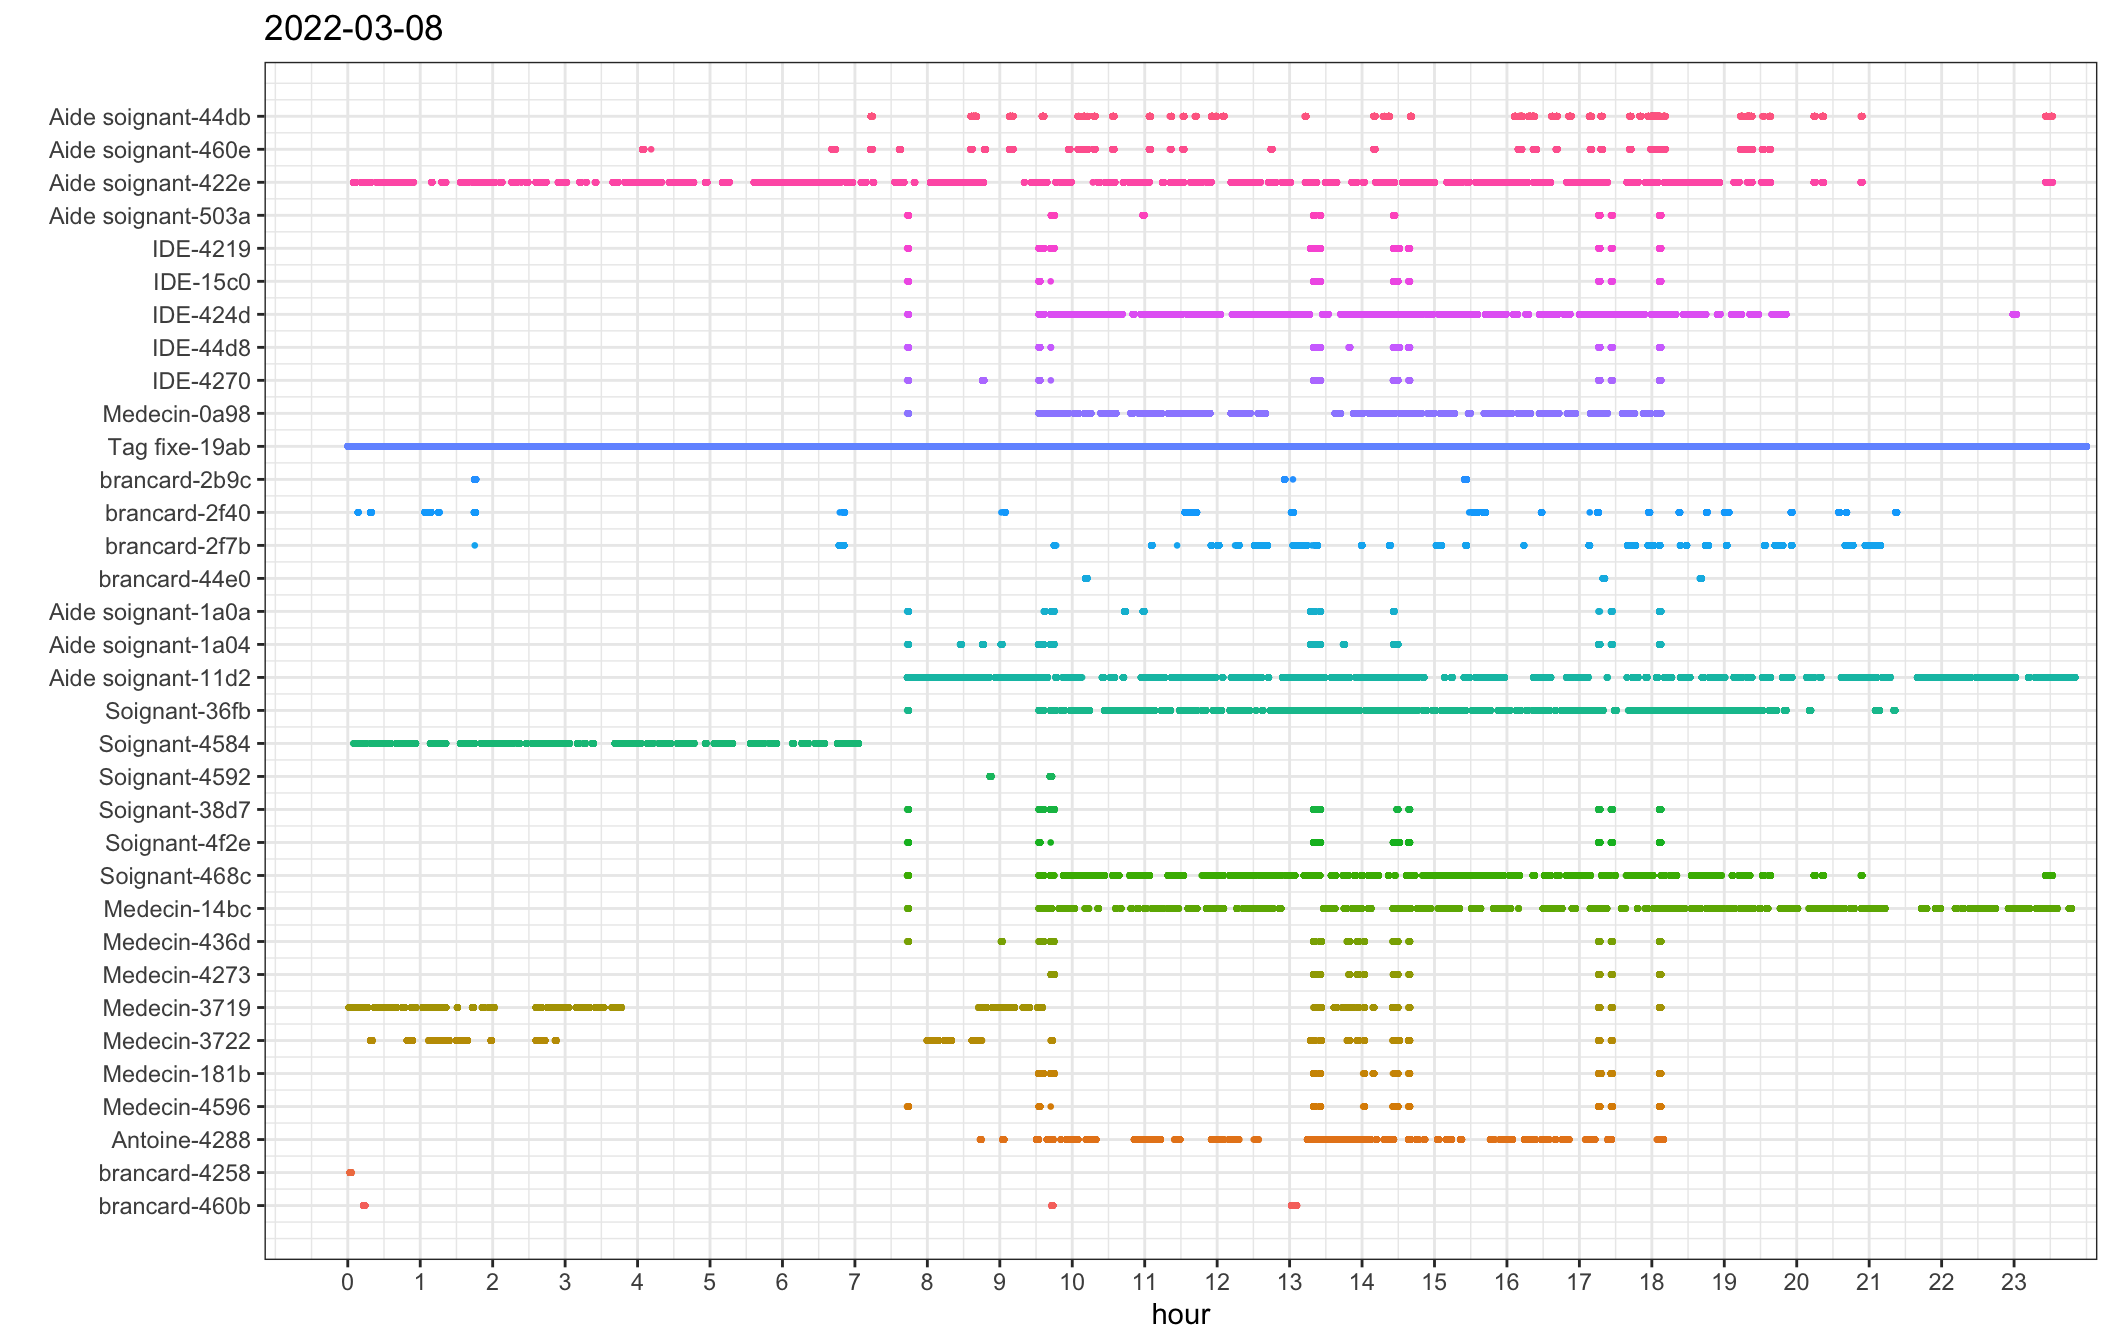 2022-03-08
Aide soignant-44db
Aide soignant-460e
Aide soignant-422e
Aide soignant-503a
IDE-4219
IDE-15c0
IDE-424d
IDE-44d8
IDE-4270
Medecin-0a98
Tag fixe-19ab
brancard-2b9c
brancard-2f40
brancard-2f7b
brancard-44e0
Aide soignant-1a0a
Aide soignant-1a04
Aide soignant-11d2
Soignant-36fb
Soignant-4584
Soignant-4592
Soignant-38d7
Soignant-4f2e
Soignant-468c
Medecin-14bc
Medecin-436d
Medecin-4273
Medecin-3719
Medecin-3722
Medecin-181b
Medecin-4596
Antoine-4288
brancard-4258
brancard-460b
0 1 2 3 4 5 6 7 8 9 10 11 12 13 14 15 16 17 18 19 20 21 22 23
hour